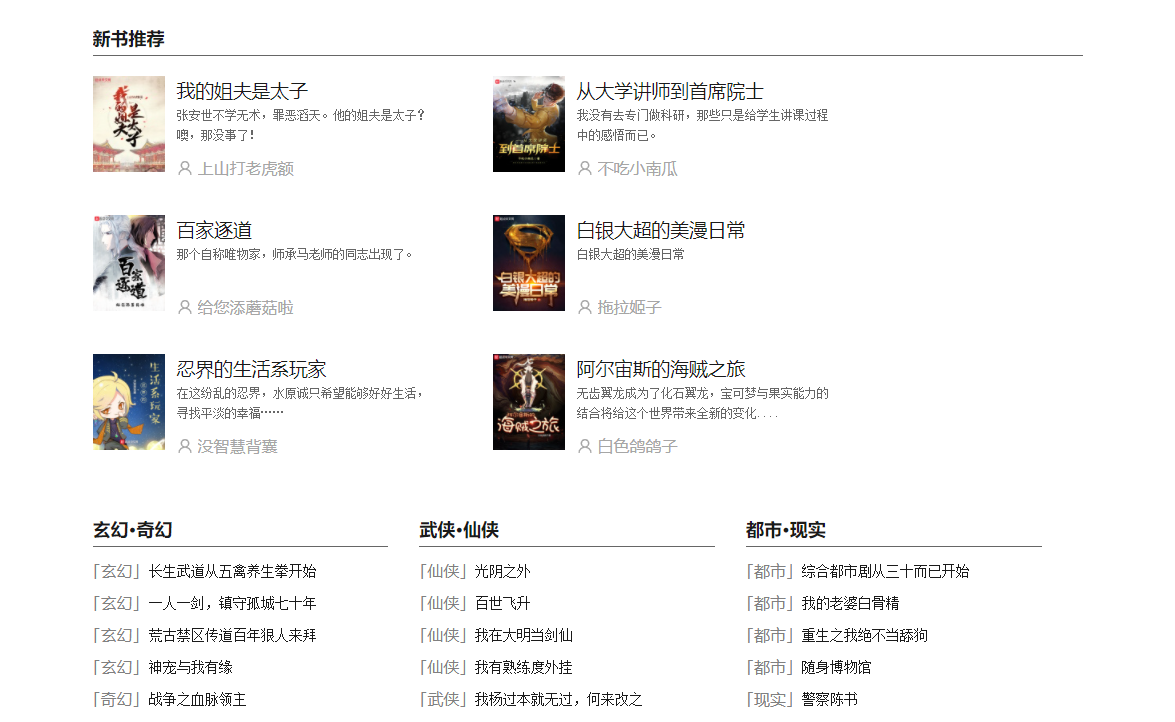 新书推荐
我的姐夫是太子
张安世不学无术，罪恶滔天。他的姐夫是太子？
噢，那没事了！
上山打老虎额
从大学讲师到首席院士
我没有去专门做科研，那些只是给学生讲课过程
中的感悟而已。
不吃小南瓜
百家逐道
那个自称唯物家，师承马老师的同志出现了。
给您添蘑菇啦
白银大超的美漫日常
白银大超的美漫日常
拖拉姬子
忍界的生活系玩家
在这纷乱的忍界，水原诚只希望能够好好生活，
寻找平淡的幸福……
没智慧背囊
阿尔宙斯的海贼之旅
无齿翼龙成为了化石翼龙，宝可梦与果实能力的
结合将给这个世界带来全新的变化....
白色鸽鸽子
玄幻·奇幻
「玄幻」长生武道从五禽养生拳开始
「玄幻」一人一剑，镇守孤城七十年
「玄幻」荒古禁区传道百年狠人来拜
「玄幻」神宠与我有缘
「奇幻」战争之血脉领主
武侠·仙侠
「仙侠」光阴之外
「仙侠」百世飞升
「仙侠」我在大明当剑仙
「仙侠」我有熟练度外挂
「武侠」我杨过本就无过，何来改之
都市·现实
「都市」综合都市剧从三十而已开始
「都市」我的老婆白骨精
「都市」重生之我绝不当舔狗
「都市」随身博物馆
「现实」警察陈书